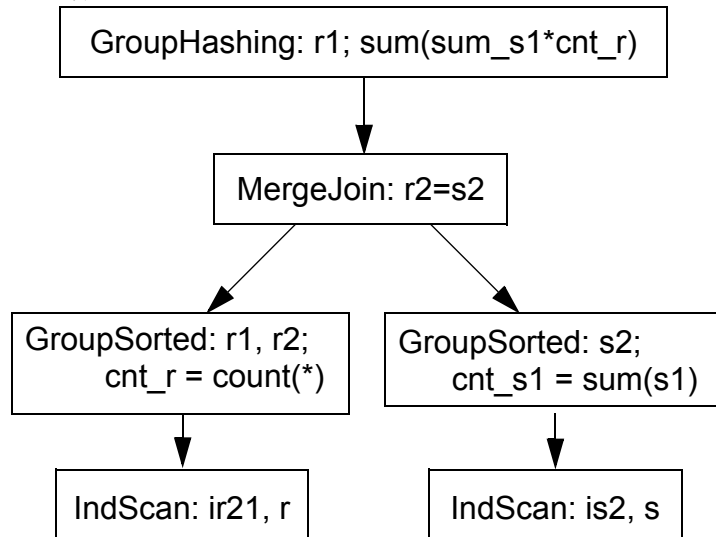 GroupHashing: r1; sum(sum_s1*cnt_r)
MergeJoin: r2=s2
GroupSorted: r1, r2;
cnt_r = count(*)
GroupSorted: s2;
cnt_s1 = sum(s1)
IndScan: ir21, r
IndScan: is2, s